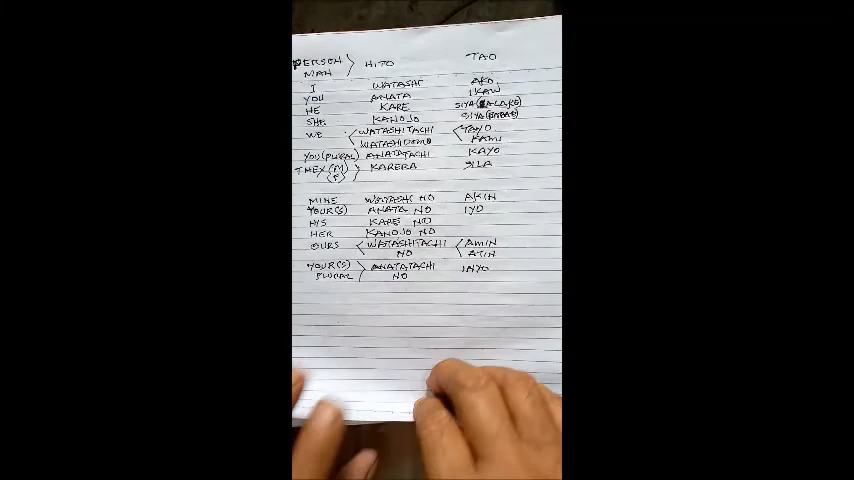 PERSON HITO TAO
MAN
I WATASHI AKO
YOU ANATA IKAW
HE KARE SIYA (LALAKE)
SHE KANOJO SIYA (BABAE)
WE WATASHITACHI TAYO
WATASHIDOMO KAMI
YOU (PLURAL) ANATATACHI KAYO
THEY (M) KARERA SILA
(F)
MINE WATASHI NO AKIN
YOUR(S) ANATA NO IYO
HIS KARE NO
HER KANOJO NO
OURS WATASHITACHI AMIN
NO ATIN
YOUR(S) ANATATACHI INYO
PLURAL NO